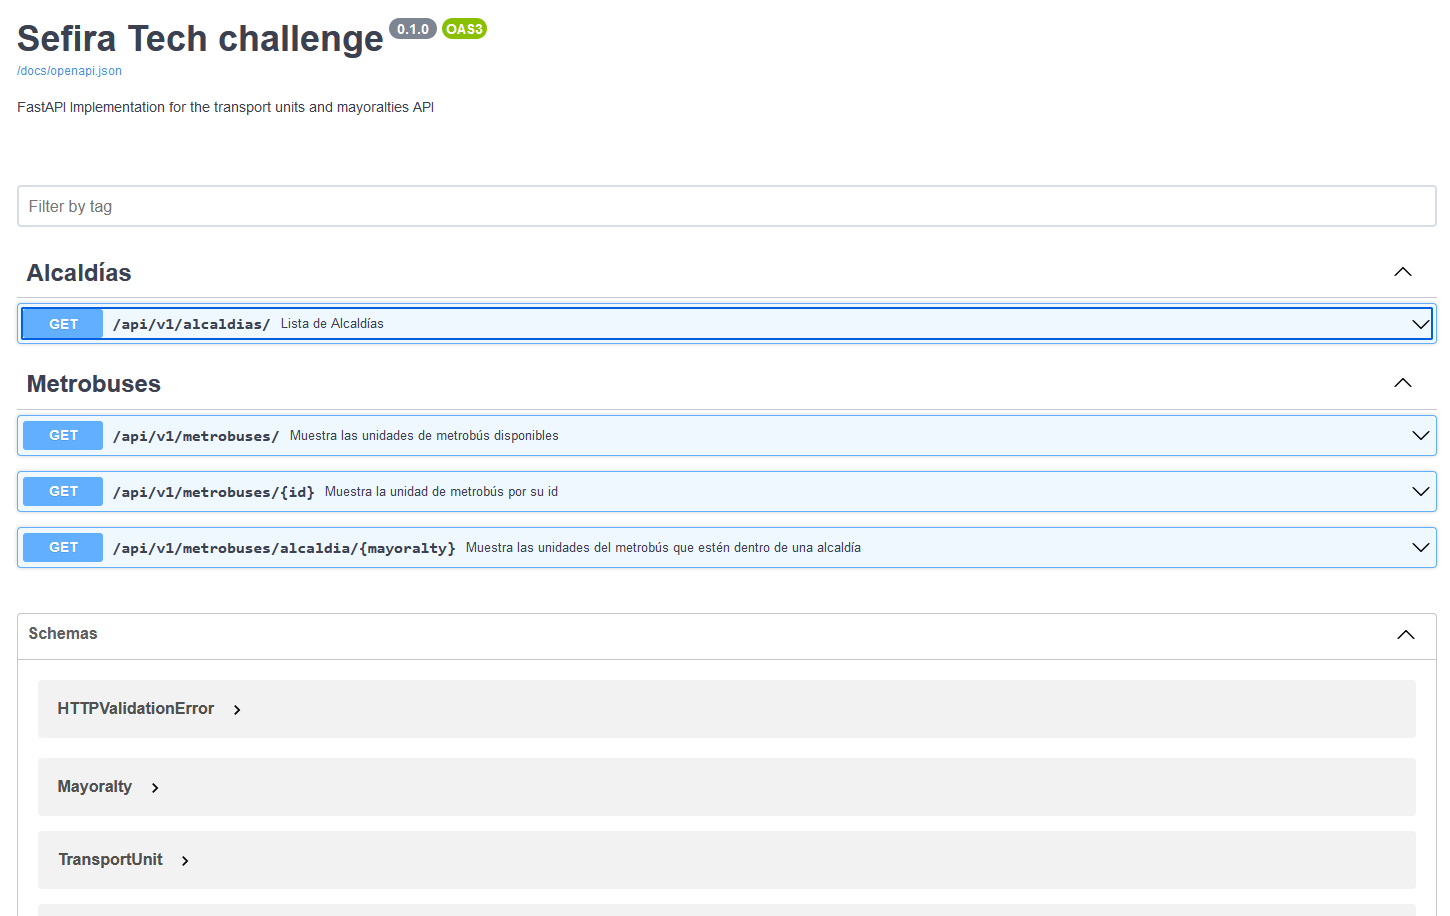 Sefira Tech challenge 0.1.0 OAS3
/docs/openapi.json
FastAPI Implementation for the transport units and mayoralties API
Filter by tag
Alcaldías
GET /api/v1/alcaldias/ Lista de Alcaldías
Metrobuses
GET /api/v1/metrobuses/ Muestra las unidades de metrobús disponibles
GET /api/v1/metrobuses/{id} Muestra la unidad de metrobús por su id
GET /api/v1/metrobuses/alcaldia/{mayoralty} Muestra las unidades del metrobús que estén dentro de una alcaldía
Schemas
HTTPValidationError
Mayoralty
TransportUnit